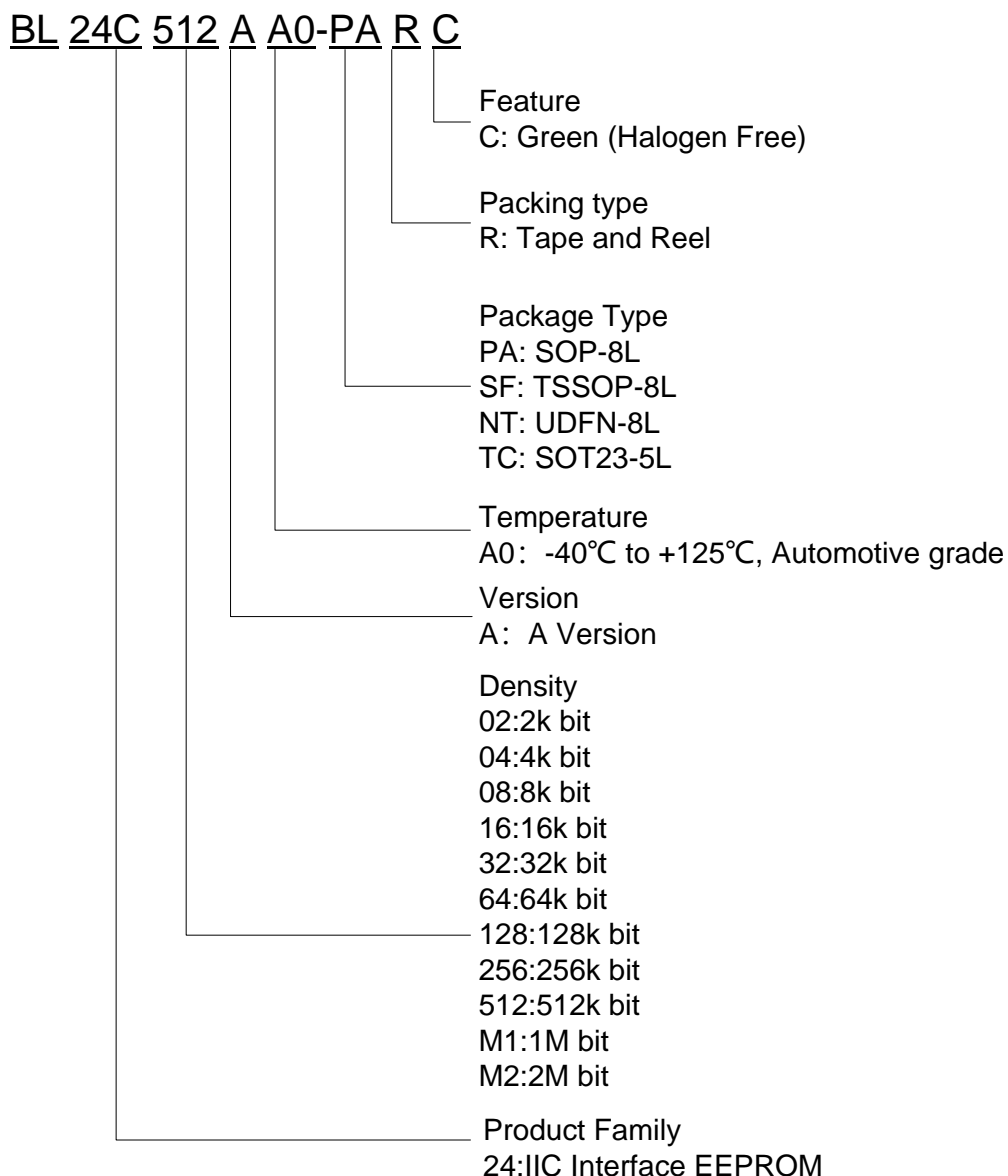 BL 24C 512 A A0-PA R C
Feature
C: Green (Halogen Free)
Packing type
R: Tape and Reel
Package Type
PA: SOP-8L
SF: TSSOP-8L
NT: UDFN-8L
TC: SOT23-5L
Temperature
A0： -40℃ to +125℃, Automotive grade
Version
A： A Version
Density
02:2k bit
04:4k bit
08:8k bit
16:16k bit
32:32k bit
64:64k bit
128:128k bit
256:256k bit
512:512k bit
M1:1M bit
M2:2M bit
Product Family
24:IIC Interface EEPROM